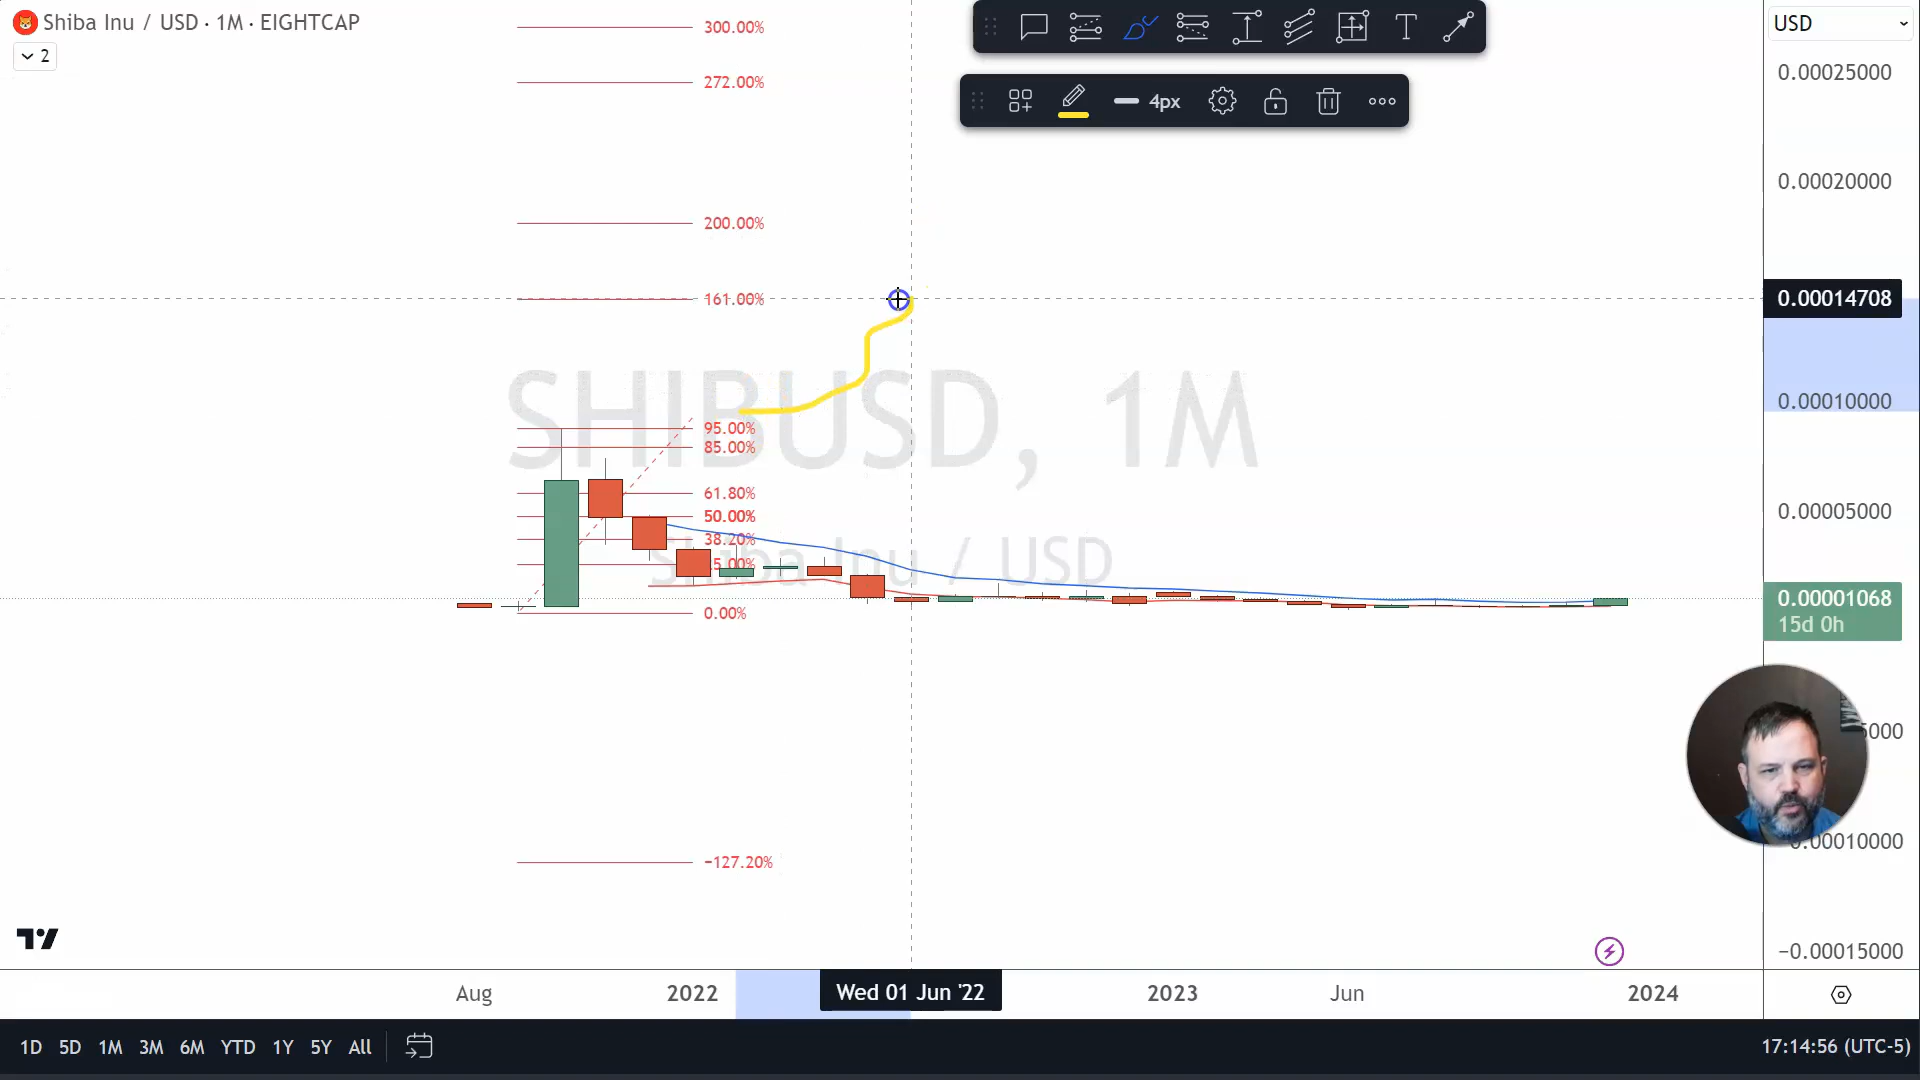 Shiba Inu / USD · 1M · EIGHTCAP
2
300.00%
272.00%
200.00%
161.00%
95.00%
85.00%
61.80%
50.00%
38.20%
0.00%
-127.20%
4px
USD
0.00025000
0.00020000
0.00014708
0.00010000
0.00005000
0.00001068
15d 0h
-0.00015000
SHIBUSD, 1M
Shiba Inu / USD
Aug
2022
Wed 01 Jun '22
2023
Jun
2024
1D 5D 1M 3M 6M YTD 1Y 5Y All
17:14:56 (UTC-5)